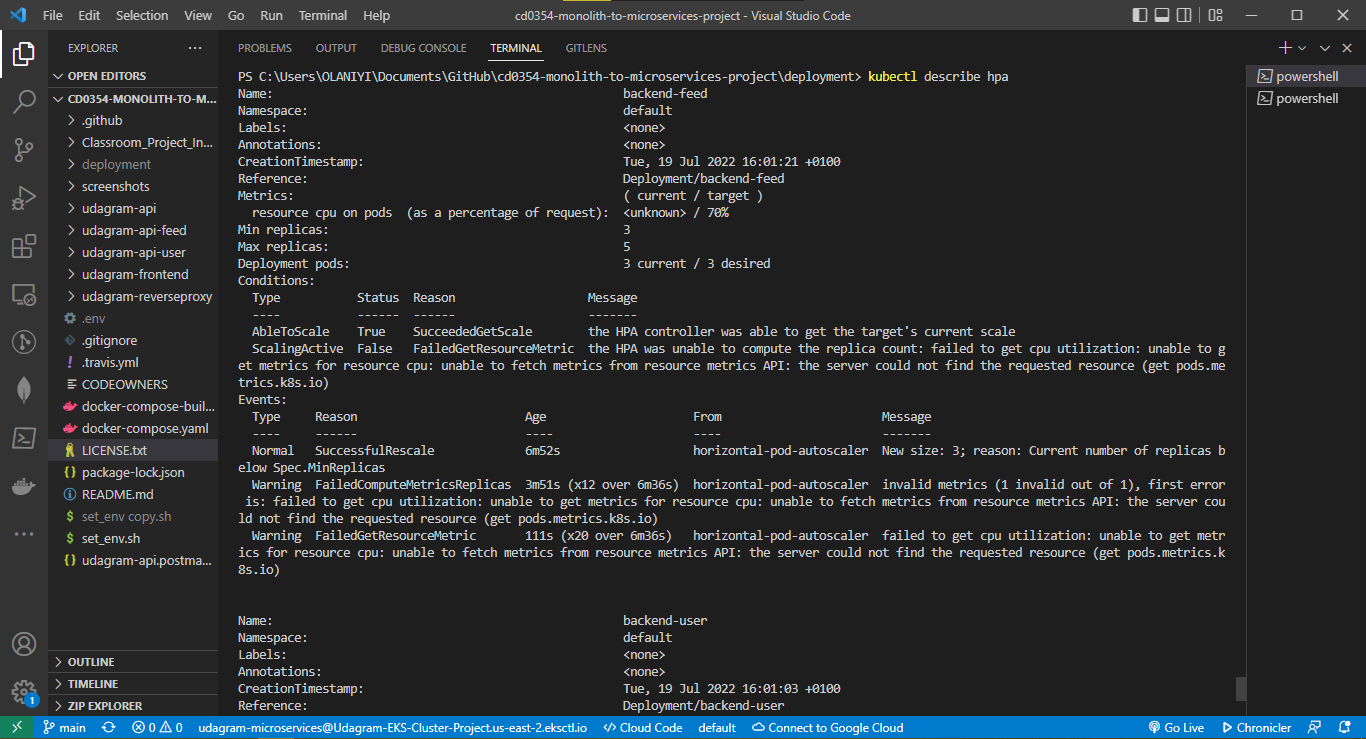 File Edit Selection View Go Run Terminal Help cd0354-monolith-to-microservices-project - Visual Studio Code
EXPLORER
OPEN EDITORS
CD0354-MONOLITH-TO-M...
.github
Classroom_Project_In...
deployment
screenshots
udagram-api
udagram-api-feed
udagram-api-user
udagram-frontend
udagram-reverseproxy
.env
.gitignore
.travis.yml
CODEOWNERS
docker-compose-buil...
docker-compose.yaml
LICENSE.txt
package-lock.json
README.md
set_env copy.sh
set_env.sh
udagram-api.postma...
OUTLINE
TIMELINE
ZIP EXPLORER
PROBLEMS OUTPUT DEBUG CONSOLE TERMINAL GITLENS
PS C:\Users\OLANIYI\Documents\GitHub\cd0354-monolith-to-microservices-project\deployment> kubectl describe hpa
Name: backend-feed
Namespace: default
Labels: <none>
Annotations: <none>
CreationTimestamp: Tue, 19 Jul 2022 16:01:21 +0100
Reference: Deployment/backend-feed
Metrics: ( current / target )
resource cpu on pods (as a percentage of request): <unknown> / 70%
Min replicas: 3
Max replicas: 5
Deployment pods: 3 current / 3 desired
Conditions:
Type Status Reason Message
---- ------ ------ -------
AbleToScale True SucceededGetScale the HPA controller was able to get the target's current scale
ScalingActive False FailedGetResourceMetric the HPA was unable to compute the replica count: failed to get cpu utilization: unable to g
et metrics for resource cpu: unable to fetch metrics from resource metrics API: the server could not find the requested resource (get pods.me
trics.k8s.io)
Events:
Type Reason Age From Message
---- ------ ---- ---- -------
Normal SuccessfulRescale 6m52s horizontal-pod-autoscaler New size: 3; reason: Current number of replicas b
elow Spec.MinReplicas
Warning FailedComputeMetricsReplicas 3m51s (x12 over 6m36s) horizontal-pod-autoscaler invalid metrics (1 invalid out of 1), first error
is: failed to get cpu utilization: unable to get metrics for resource cpu: unable to fetch metrics from resource metrics API: the server cou
ld not find the requested resource (get pods.metrics.k8s.io)
Warning FailedGetResourceMetric 111s (x20 over 6m36s) horizontal-pod-autoscaler failed to get cpu utilization: unable to get metr
ics for resource cpu: unable to fetch metrics from resource metrics API: the server could not find the requested resource (get pods.metrics.k
8s.io)
Name: backend-user
Namespace: default
Labels: <none>
Annotations: <none>
CreationTimestamp: Tue, 19 Jul 2022 16:01:03 +0100
Reference: Deployment/backend-user
powershell
powershell
1
main 0 0 udagram-microservices@Udagram-EKS-Cluster-Project.us-east-2.eksctl.io Cloud Code default Connect to Google Cloud Go Live Chronicler